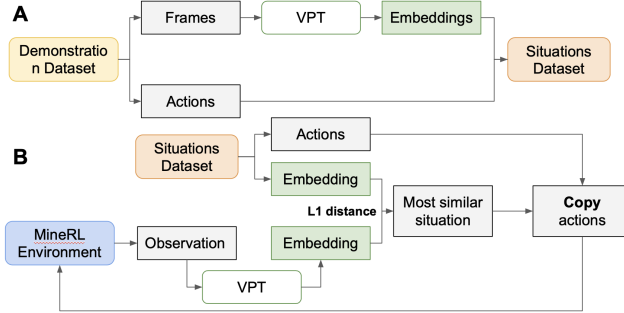 A
Frames
VPT
Embeddings
Demonstratio
n Dataset
Situations
Dataset
Actions
B
Situations
Dataset
Actions
Embedding
L1 distance
Most similar
situation
Copy
actions
MineRL
Environment
Observation
Embedding
VPT